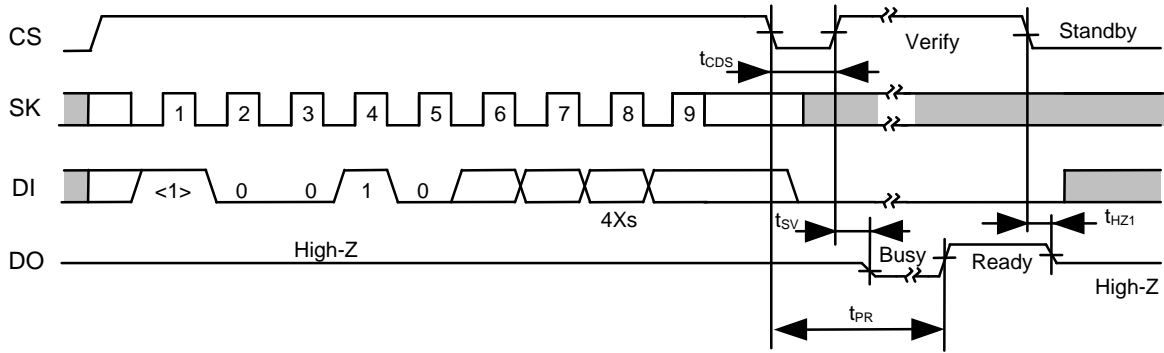 CS
Verify
Standby
tCDS
SK
1 2 3 4 5 6 7 8 9
DI
<1> 0 0 1 0
4Xs
tSV
tHZ1
DO
High-Z
Busy
Ready
High-Z
tPR